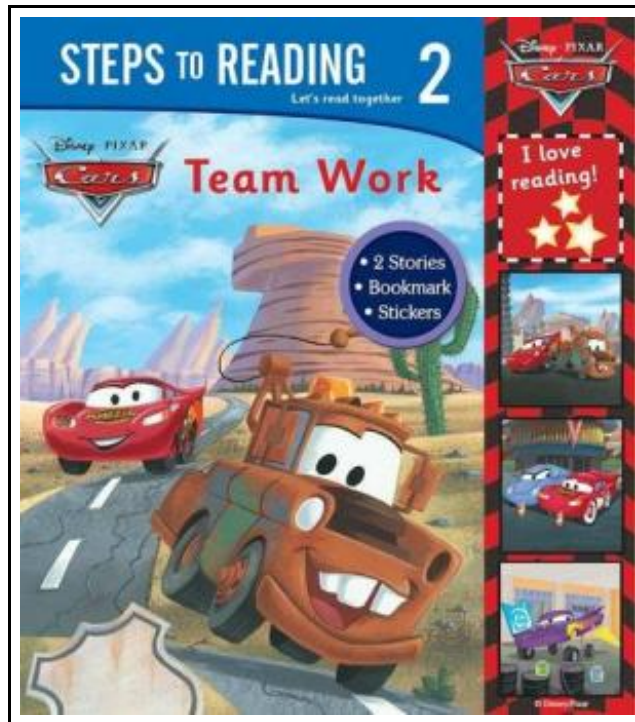 STEPS TO READING 2
Let's read together
Disney PIXAR
Cars
Team Work
• 2 Stories
• Bookmark
• Stickers
Disney PIXAR
Cars
I love
reading!
© Disney/Pixar